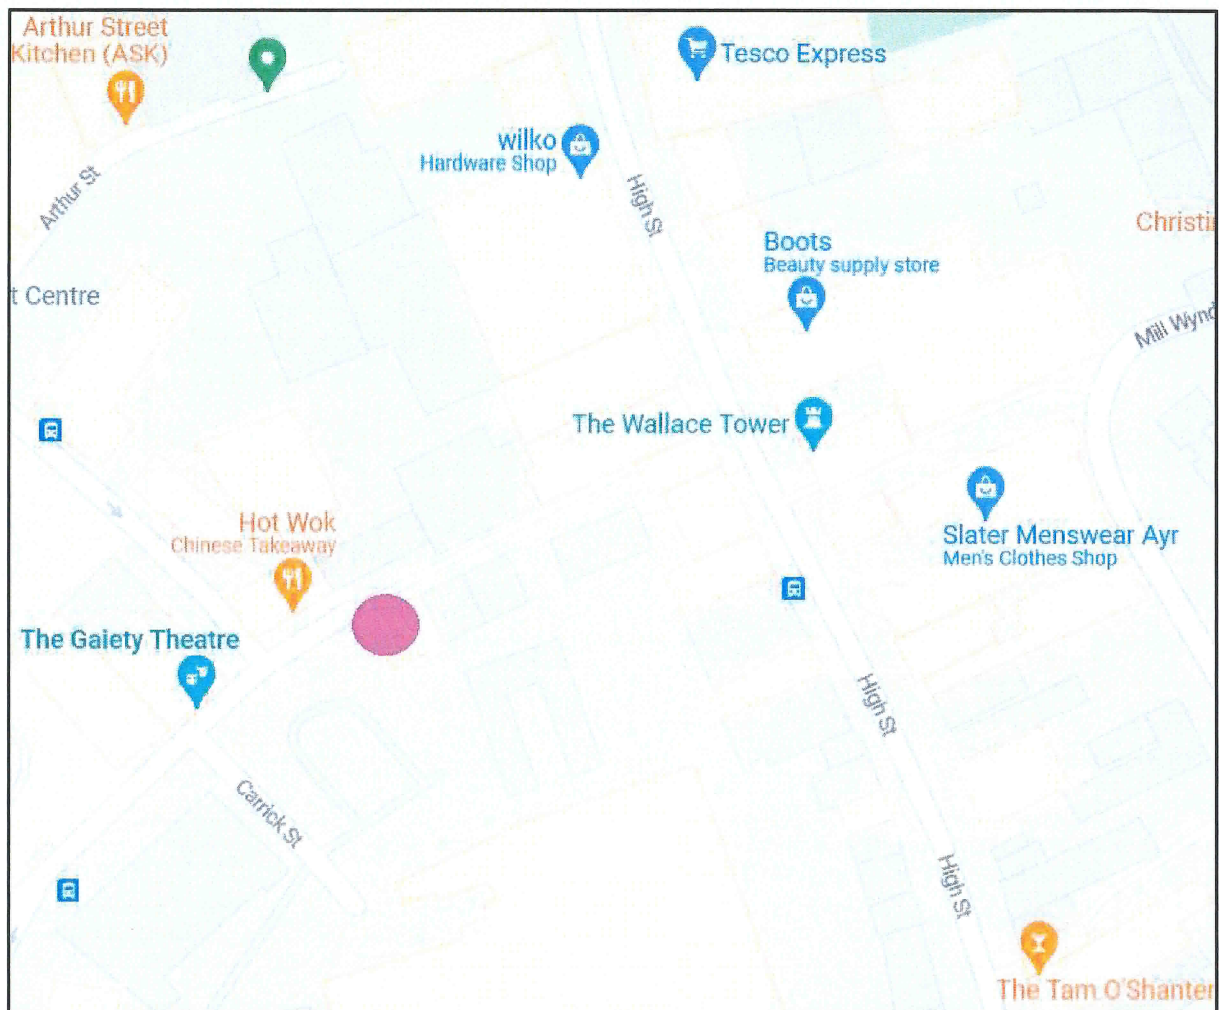 Arthur Street
Kitchen (ASK)
Tesco Express
wilko
Hardware Shop
Arthur St
High St
Christi
Boots
Beauty supply store
t Centre
Mill Wynd
The Wallace Tower
Slater Menswear Ayr
Men's Clothes Shop
Hot Wok
Chinese Takeaway
The Gaiety Theatre
High St
Carrick St
High St
The Tam O'Shanter